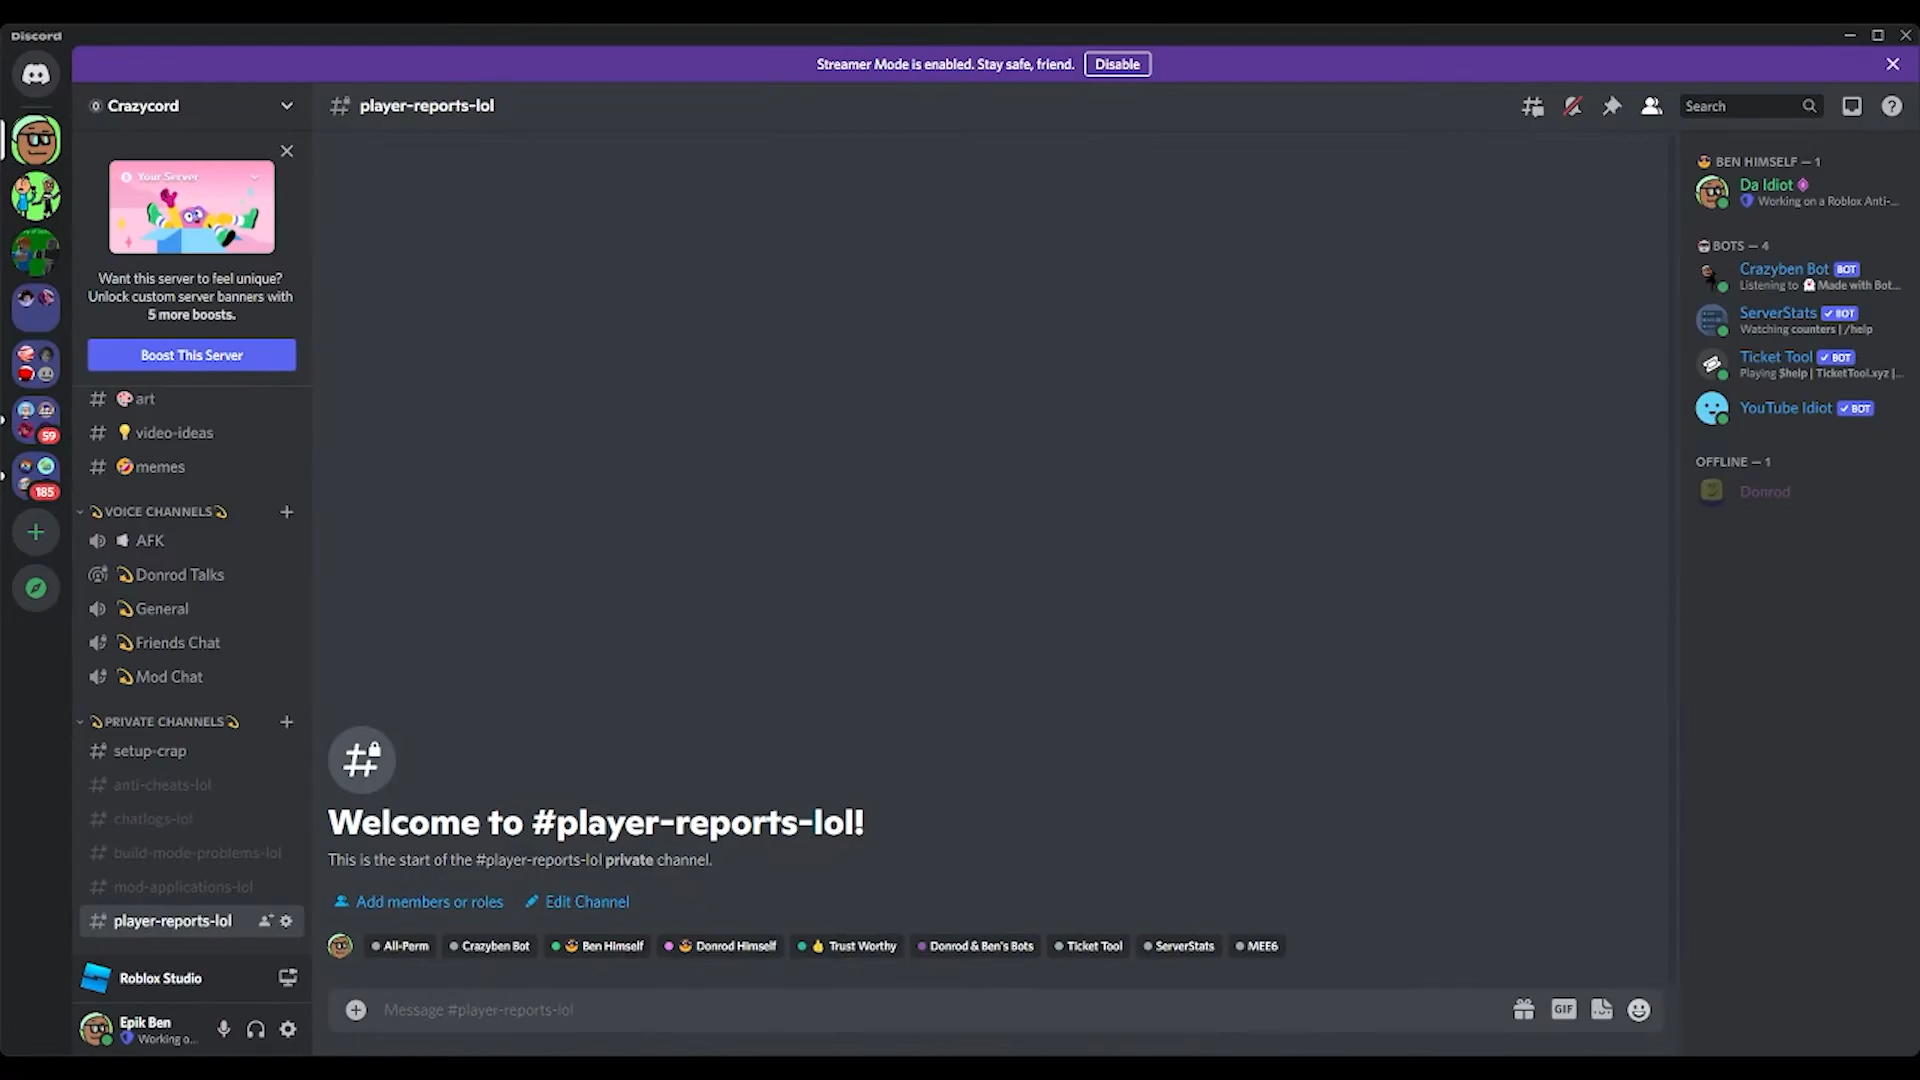 Discord
Streamer Mode is enabled. Stay safe, friend.
Disable
Crazycord
player-reports-lol
Search
Your Server
Want this server to feel unique?
Unlock custom server banners with
5 more boosts.
Boost This Server
art
video-ideas
memes
59
185
VOICE CHANNELS
AFK
Donrod Talks
General
Friends Chat
Mod Chat
PRIVATE CHANNELS
setup-crap
anti-cheats-lol
chatlogs-lol
build-mode-problems-lol
mod-applications-lol
player-reports-lol
Roblox Studio
Epik Ben
Working o...
Welcome to #player-reports-lol!
This is the start of the #player-reports-lol private channel.
Add members or roles
Edit Channel
All-Perm
Crazyben Bot
Ben Himself
Donrod Himself
Trust Worthy
Donrod & Ben's Bots
Ticket Tool
ServerStats
MEE6
Message #player-reports-lol
GIF
BEN HIMSELF — 1
Da Idiot
Working on a Roblox Anti-...
BOTS — 4
Crazyben Bot BOT
Listening to Made with Bot...
ServerStats BOT
Watching counters | /help
Ticket Tool BOT
Playing $help | TicketTool.xyz |...
YouTube Idiot BOT
OFFLINE — 1
Donrod